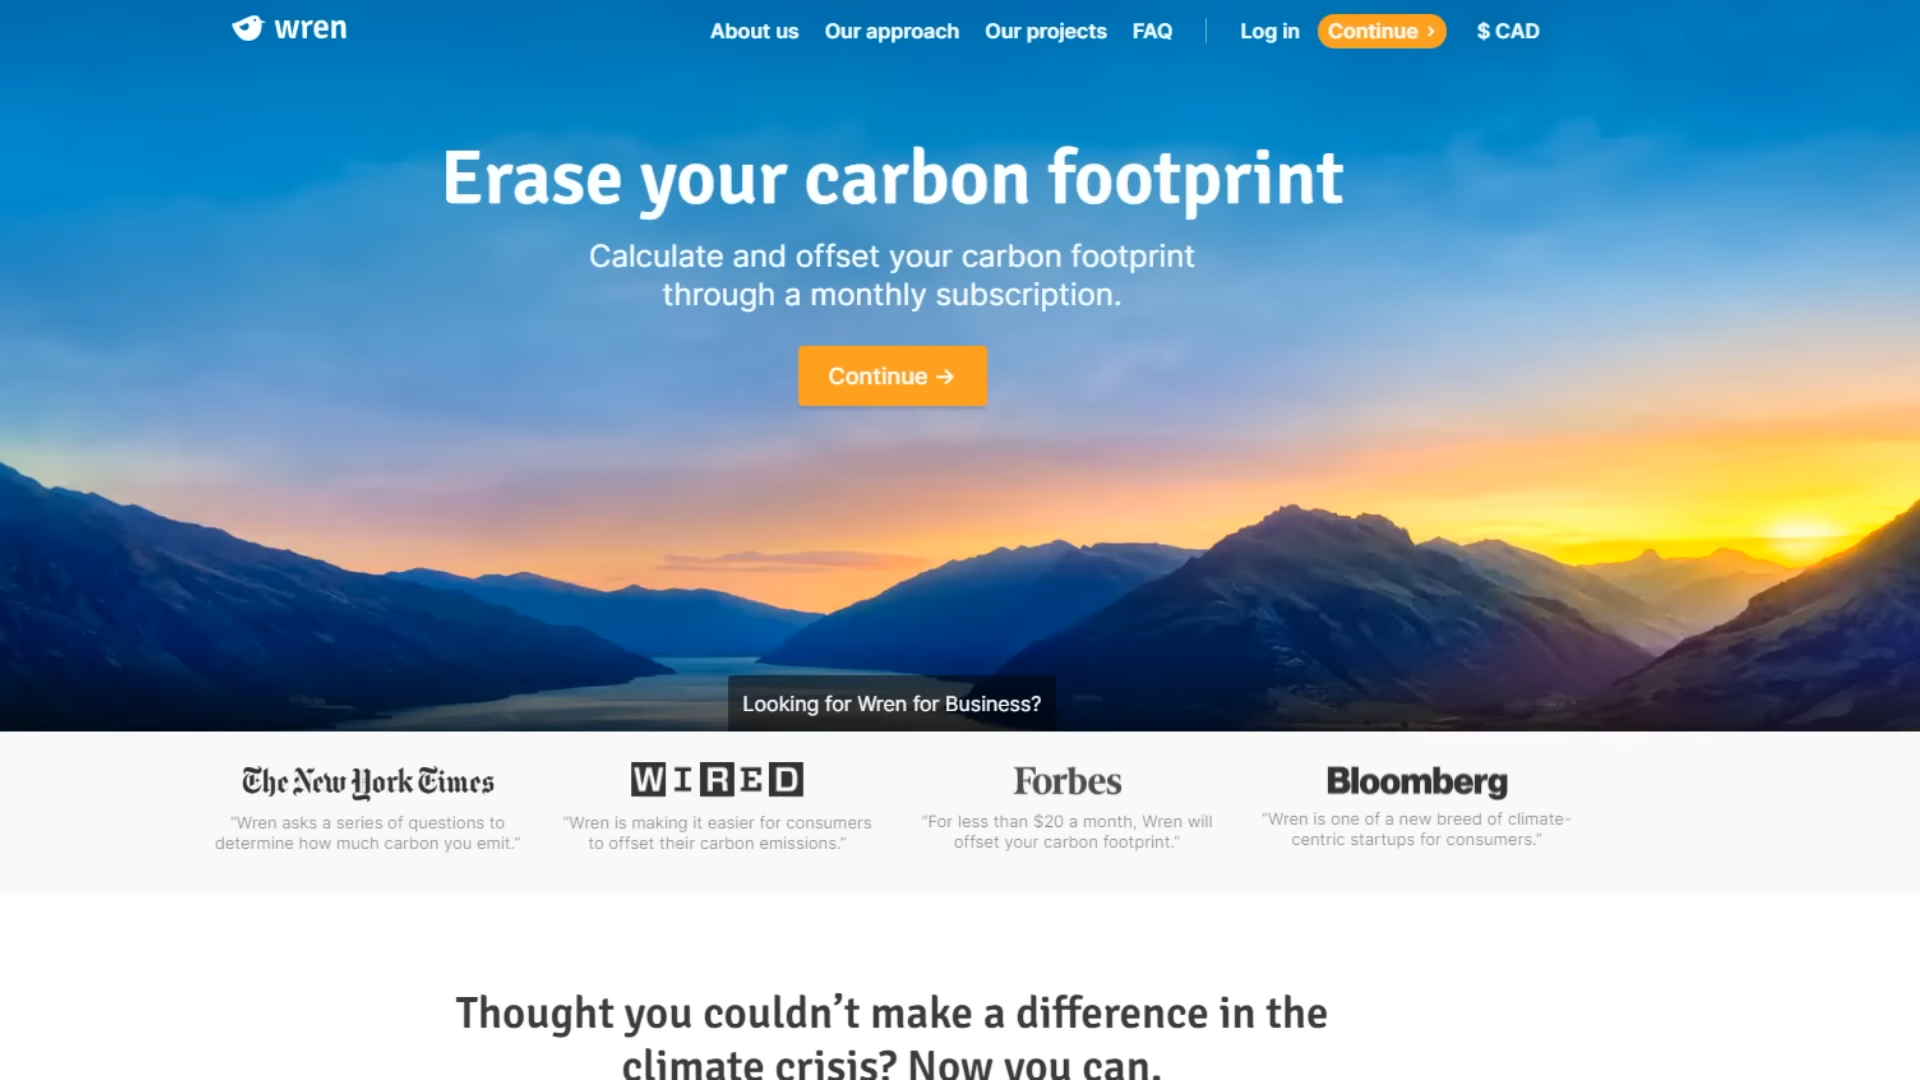 wren
About us
Our approach
Our projects
FAQ
Log in
Continue ›
$ CAD
Erase your carbon footprint
Calculate and offset your carbon footprint
through a monthly subscription.
Continue →
Looking for Wren for Business?
The New York Times
“Wren asks a series of questions to
determine how much carbon you emit.”
WIRED
“Wren is making it easier for consumers
to offset their carbon emissions.”
Forbes
“For less than $20 a month, Wren will
offset your carbon footprint.”
Bloomberg
“Wren is one of a new breed of climate-
centric startups for consumers.”
Thought you couldn’t make a difference in the
climate crisis? Now you can.